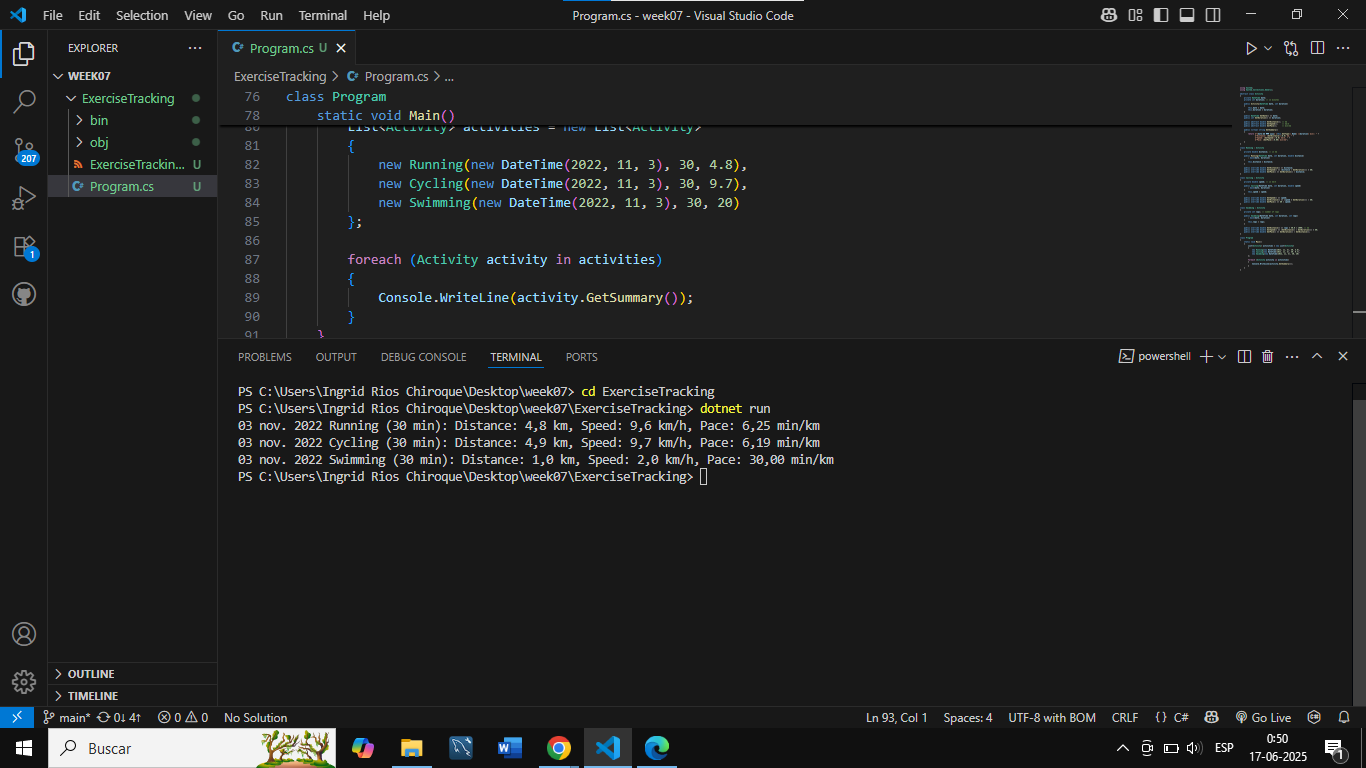 File Edit Selection View Go Run Terminal Help Program.cs - week07 - Visual Studio Code
EXPLORER
WEEK07
ExerciseTracking
bin
obj
ExerciseTrackin... U
Program.cs U
OUTLINE
TIMELINE
207
1
Program.cs U
ExerciseTracking > Program.cs > ...
76 class Program
78 static void Main()
80 List<Activity> activities = new List<Activity>
81 {
82 new Running(new DateTime(2022, 11, 3), 30, 4.8),
83 new Cycling(new DateTime(2022, 11, 3), 30, 9.7),
84 new Swimming(new DateTime(2022, 11, 3), 30, 20)
85 };
86
87 foreach (Activity activity in activities)
88 {
89 Console.WriteLine(activity.GetSummary());
90 }
91 }
PROBLEMS OUTPUT DEBUG CONSOLE TERMINAL PORTS powershell
PS C:\Users\Ingrid Rios Chiroque\Desktop\week07> cd ExerciseTracking
PS C:\Users\Ingrid Rios Chiroque\Desktop\week07\ExerciseTracking> dotnet run
03 nov. 2022 Running (30 min): Distance: 4,8 km, Speed: 9,6 km/h, Pace: 6,25 min/km
03 nov. 2022 Cycling (30 min): Distance: 4,9 km, Speed: 9,7 km/h, Pace: 6,19 min/km
03 nov. 2022 Swimming (30 min): Distance: 1,0 km, Speed: 2,0 km/h, Pace: 30,00 min/km
PS C:\Users\Ingrid Rios Chiroque\Desktop\week07\ExerciseTracking>
main* 0↓ 4↑ 0 0 No Solution Ln 93, Col 1 Spaces: 4 UTF-8 with BOM CRLF {} C# Go Live
Buscar ESP
0:50
17-06-2025
1